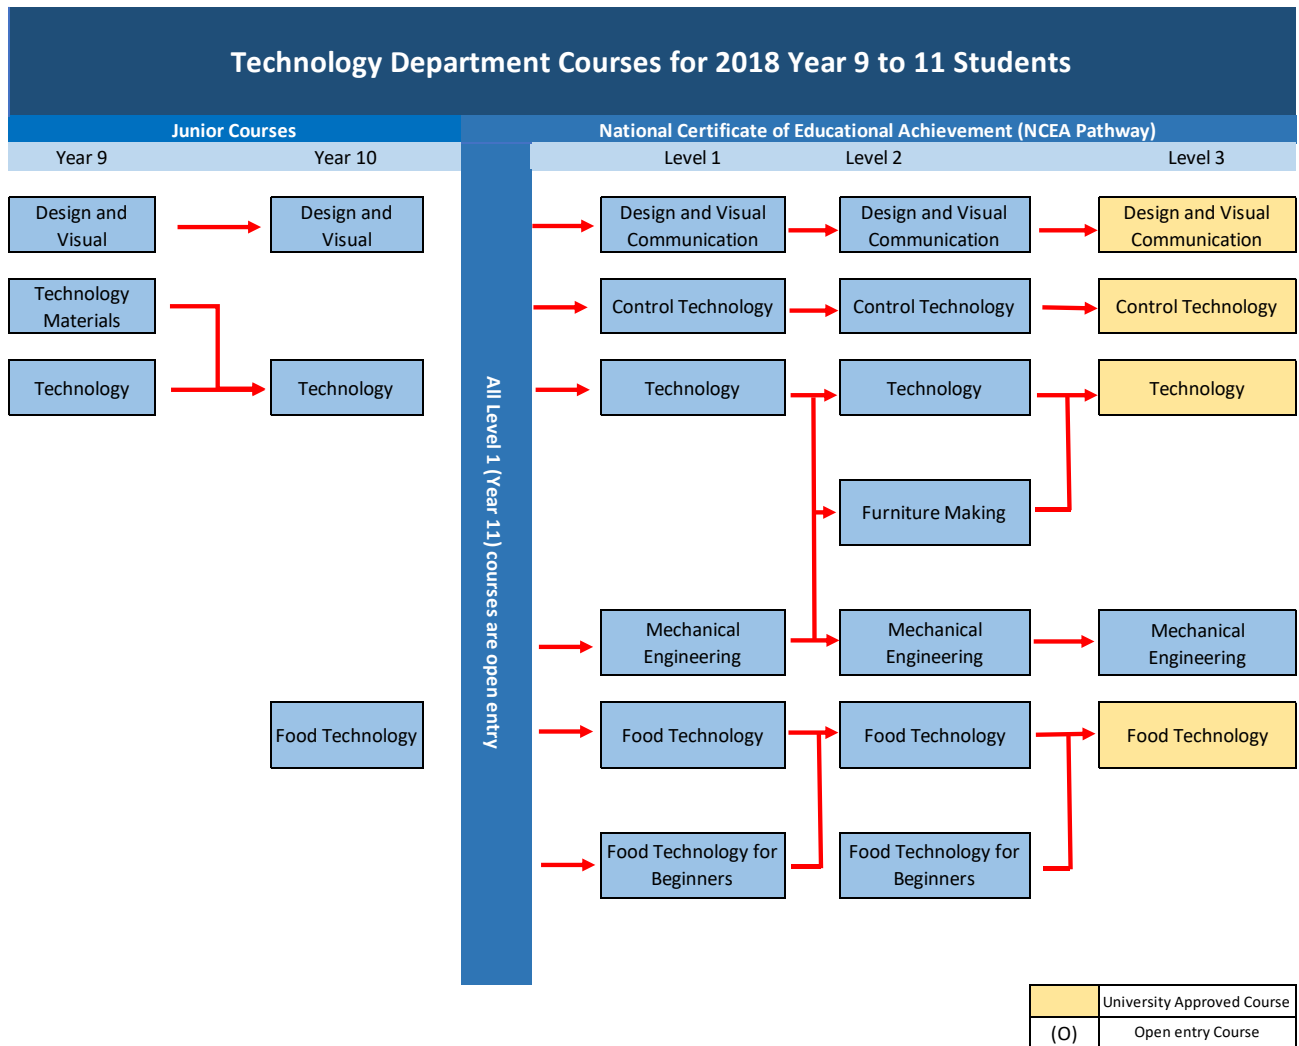 Technology Department Courses for 2018 Year 9 to 11 Students
Junior Courses
National Certificate of Educational Achievement (NCEA Pathway)
Year 9
Year 10
Level 1
Level 2
Level 3
Design and
Visual
Design and
Visual
Design and Visual
Communication
Design and Visual
Communication
Design and Visual
Communication
Technology
Materials
Control Technology
Control Technology
Control Technology
Technology
Technology
Technology
Technology
Technology
All Level 1 (Year 11) courses are open entry
Furniture Making
Mechanical
Engineering
Mechanical
Engineering
Mechanical
Engineering
Food Technology
Food Technology
Food Technology
Food Technology
Food Technology for
Beginners
Food Technology for
Beginners
University Approved Course
(O)
Open entry Course